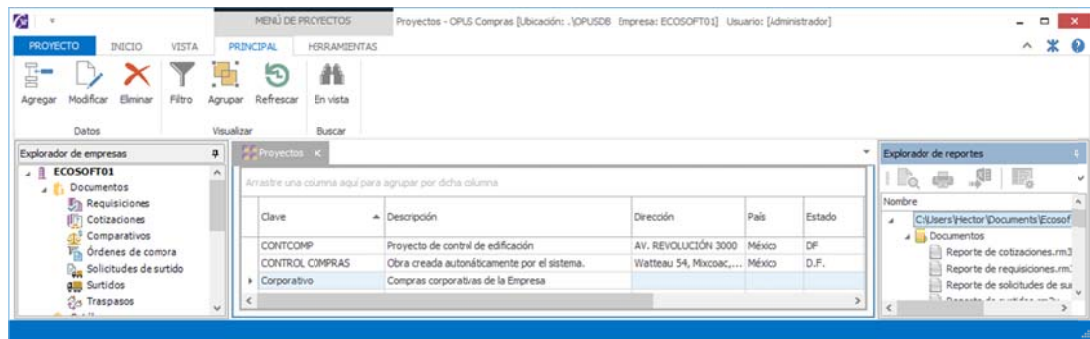 MENÚ DE PROYECTOS
Proyectos - OPUS Compras [Ubicación: .\OPUSDB Empresa: ECOSOFT01] Usuario: [Administrador]
PROYECTO INICIO VISTA PRINCIPAL HERRAMIENTAS
Agregar Modificar Eliminar Filtro Agrupar Refrescar En vista
Datos Visualizar Buscar
Explorador de empresas
ECOSOFT01
Documentos
Requisiciones
Cotizaciones
Comparativos
Órdenes de compra
Solicitudes de surtido
Surtidos
Traspasos
Proyectos
Arrastre una columna aquí para agrupar por dicha columna
Clave Descripción Dirección País Estado
CONTCOMP Proyecto de control de edificación AV. REVOLUCIÓN 3000 México DF
CONTROL COMPRAS Obra creada automáticamente por el sistema. Watteau 54, Mixcoac,... México D.F.
Corporativo Compras corporativas de la Empresa
Explorador de reportes
Nombre
C:\Users\Hector\Documents\Ecosof
Documentos
Reporte de cotizaciones.rm3
Reporte de requisiciones.rm
Reporte de solicitudes de sur